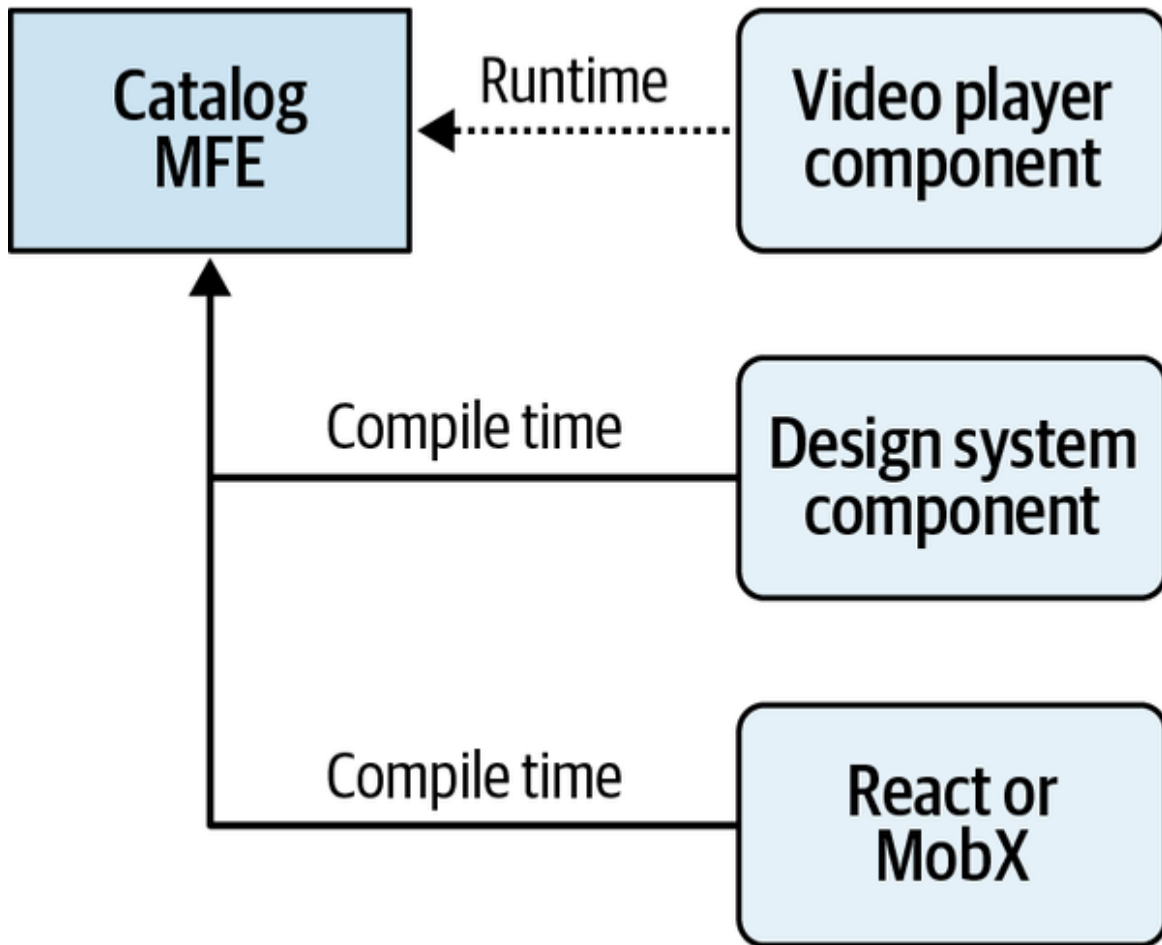 Catalog
MFE
Runtime
Video player
component
Compile time
Design system
component
Compile time
React or
MobX